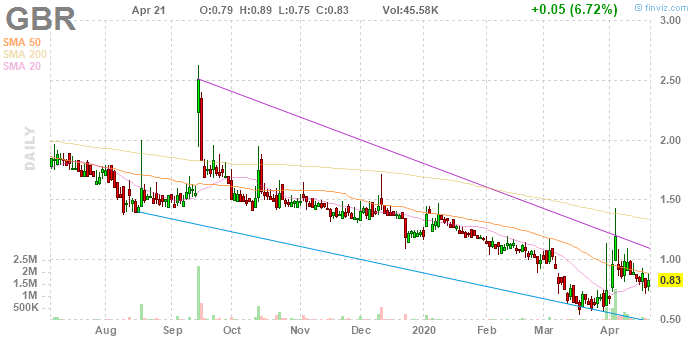 GBR Apr 21 O:0.79 H:0.89 L:0.75 C:0.83 Vol:45.58K +0.05 (6.72%) © finviz.com
SMA 50
SMA 200
SMA 20
DAILY
3.00
2.50
2.00
1.50
1.00
0.83
0.50
2.5M
2M
1.5M
1M
500K
Aug Sep Oct Nov Dec 2020 Feb Mar Apr